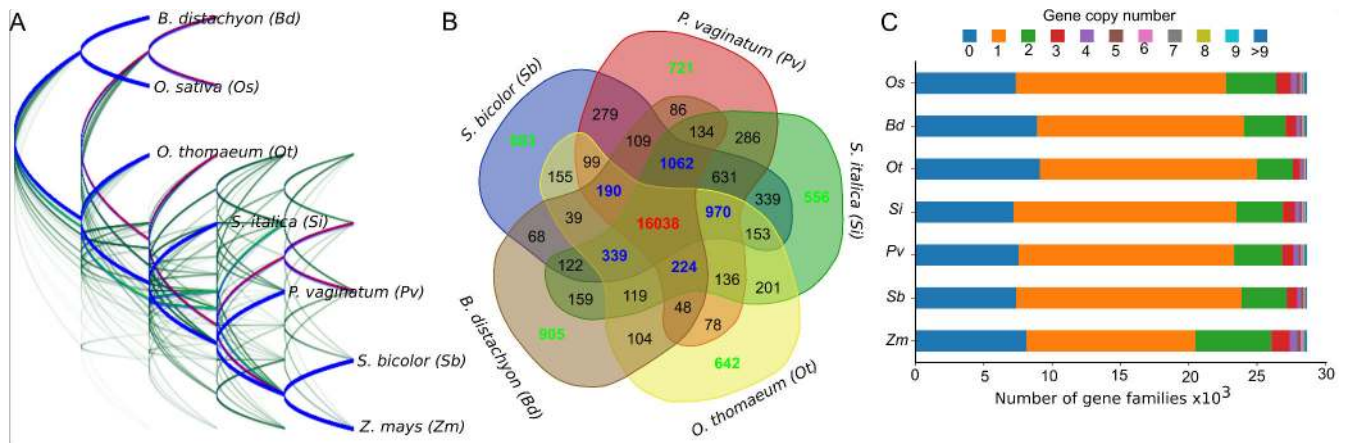 A
B. distachyon (Bd)
O. sativa (Os)
O. thomaeum (Ot)
S. italica (Si)
P. vaginatum (Pv)
S. bicolor (Sb)
Z. mays (Zm)
B
P. vaginatum (Pv)
S. bicolor (Sb)
S. italica (Si)
B. distachyon (Bd)
O. thomaeum (Ot)
721
279
86
134
286
109
99
1062
631
155
190
339
556
970
16038
153
39
68
339
224
122
136
201
159
119
48
78
905
104
642
C
Gene copy number
0 1 2 3 4 5 6 7 8 9 >9
Os
Bd
Ot
Si
Pv
Sb
Zm
0 5 10 15 20 25 30
Number of gene families x10³